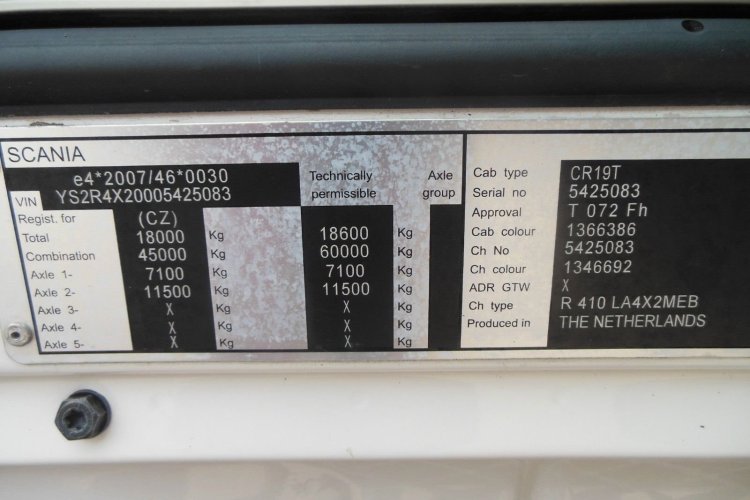 SCANIA
e4*2007/46*0030
VIN YS2R4X20005425083
Technically permissible
Axle group
Regist. for (CZ)
Total 18000 Kg 18600 Kg
Combination 45000 Kg 60000 Kg
Axle 1- 7100 Kg 7100 Kg
Axle 2- 11500 Kg 11500 Kg
Axle 3- X Kg X Kg
Axle 4- X Kg X Kg
Axle 5- X Kg X Kg
Cab type CR19T
Serial no 5425083
Approval T 072 Fh
Cab colour 1366386
Ch No 5425083
Ch colour 1346692
ADR GTW X
Ch type R 410 LA4X2MEB
Produced in THE NETHERLANDS